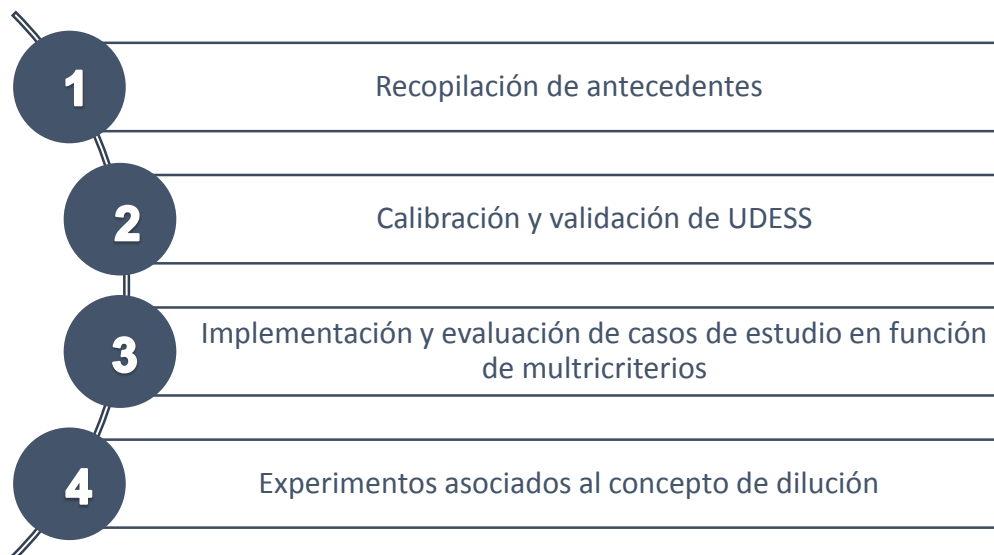 1
Recopilación de antecedentes
2
Calibración y validación de UDESS
3
Implementación y evaluación de casos de estudio en función
de multricriterios
4
Experimentos asociados al concepto de dilución